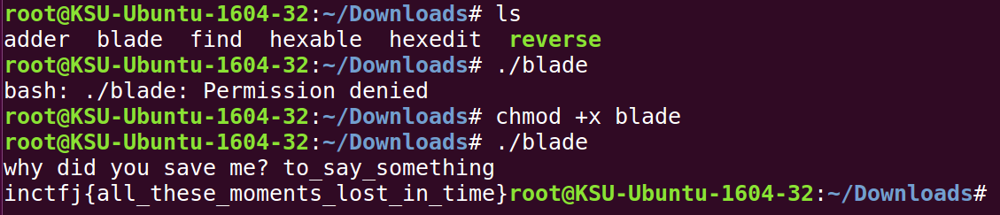 root@KSU-Ubuntu-1604-32:~/Downloads# ls
adder  blade  find  hexable  hexedit  reverse
root@KSU-Ubuntu-1604-32:~/Downloads# ./blade
bash: ./blade: Permission denied
root@KSU-Ubuntu-1604-32:~/Downloads# chmod +x blade
root@KSU-Ubuntu-1604-32:~/Downloads# ./blade
why did you save me? to_say_something
inctfj{all_these_moments_lost_in_time}root@KSU-Ubuntu-1604-32:~/Downloads#